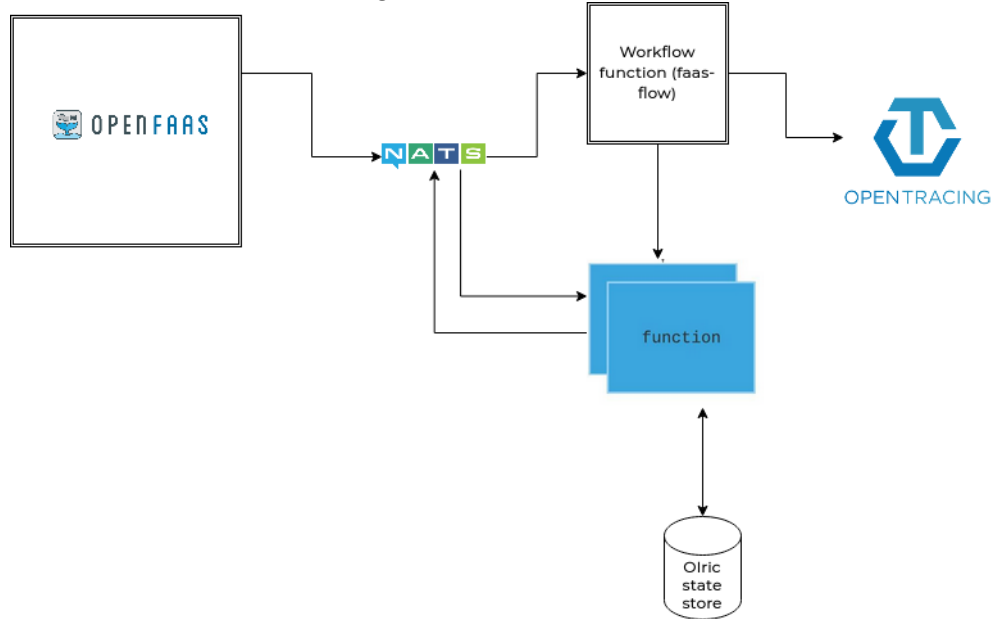 Workflow
function (faas-
flow)
OPENFAAS
NATS
OPENTRACING
function
Olric
state
store